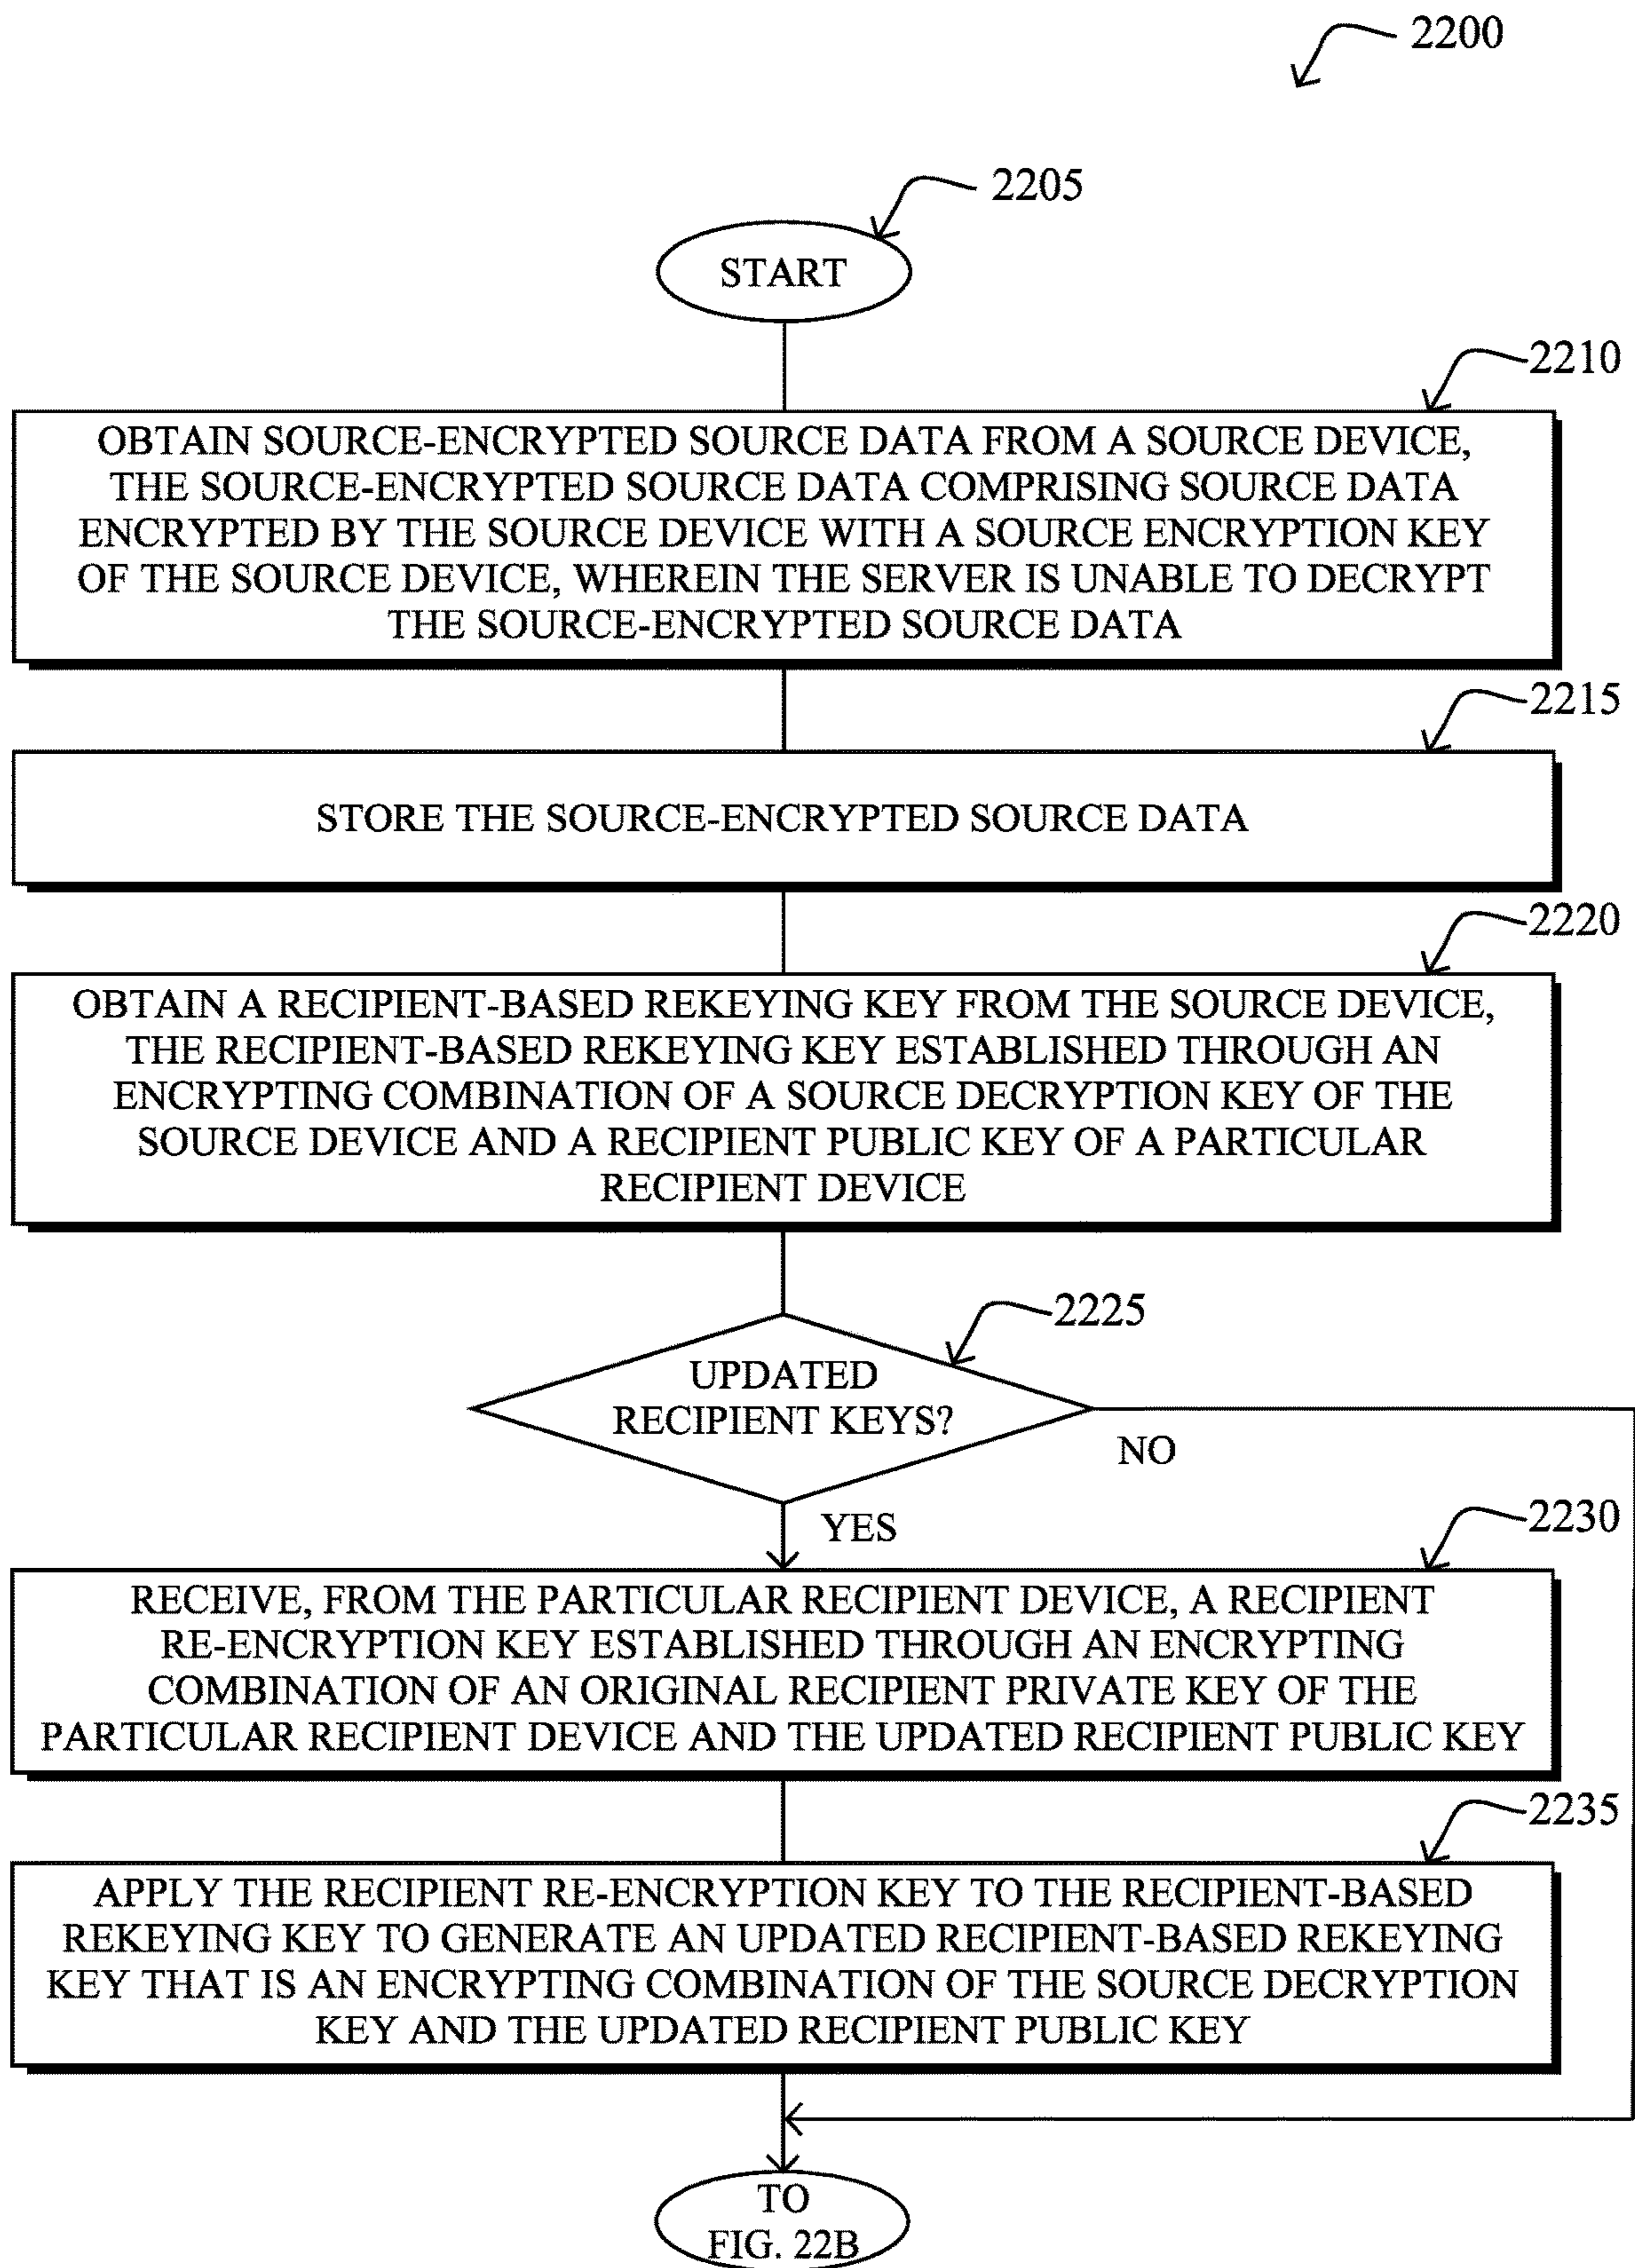 2200
2205
START
2210
OBTAIN SOURCE-ENCRYPTED SOURCE DATA FROM A SOURCE DEVICE,
THE SOURCE-ENCRYPTED SOURCE DATA COMPRISING SOURCE DATA
ENCRYPTED BY THE SOURCE DEVICE WITH A SOURCE ENCRYPTION KEY
OF THE SOURCE DEVICE, WHEREIN THE SERVER IS UNABLE TO DECRYPT
THE SOURCE-ENCRYPTED SOURCE DATA
2215
STORE THE SOURCE-ENCRYPTED SOURCE DATA
2220
OBTAIN A RECIPIENT-BASED REKEYING KEY FROM THE SOURCE DEVICE,
THE RECIPIENT-BASED REKEYING KEY ESTABLISHED THROUGH AN
ENCRYPTING COMBINATION OF A SOURCE DECRYPTION KEY OF THE
SOURCE DEVICE AND A RECIPIENT PUBLIC KEY OF A PARTICULAR
RECIPIENT DEVICE
2225
UPDATED
RECIPIENT KEYS?
NO
YES
2230
RECEIVE, FROM THE PARTICULAR RECIPIENT DEVICE, A RECIPIENT
RE-ENCRYPTION KEY ESTABLISHED THROUGH AN ENCRYPTING
COMBINATION OF AN ORIGINAL RECIPIENT PRIVATE KEY OF THE
PARTICULAR RECIPIENT DEVICE AND THE UPDATED RECIPIENT PUBLIC KEY
2235
APPLY THE RECIPIENT RE-ENCRYPTION KEY TO THE RECIPIENT-BASED
REKEYING KEY TO GENERATE AN UPDATED RECIPIENT-BASED REKEYING
KEY THAT IS AN ENCRYPTING COMBINATION OF THE SOURCE DECRYPTION
KEY AND THE UPDATED RECIPIENT PUBLIC KEY
TO
FIG. 22B